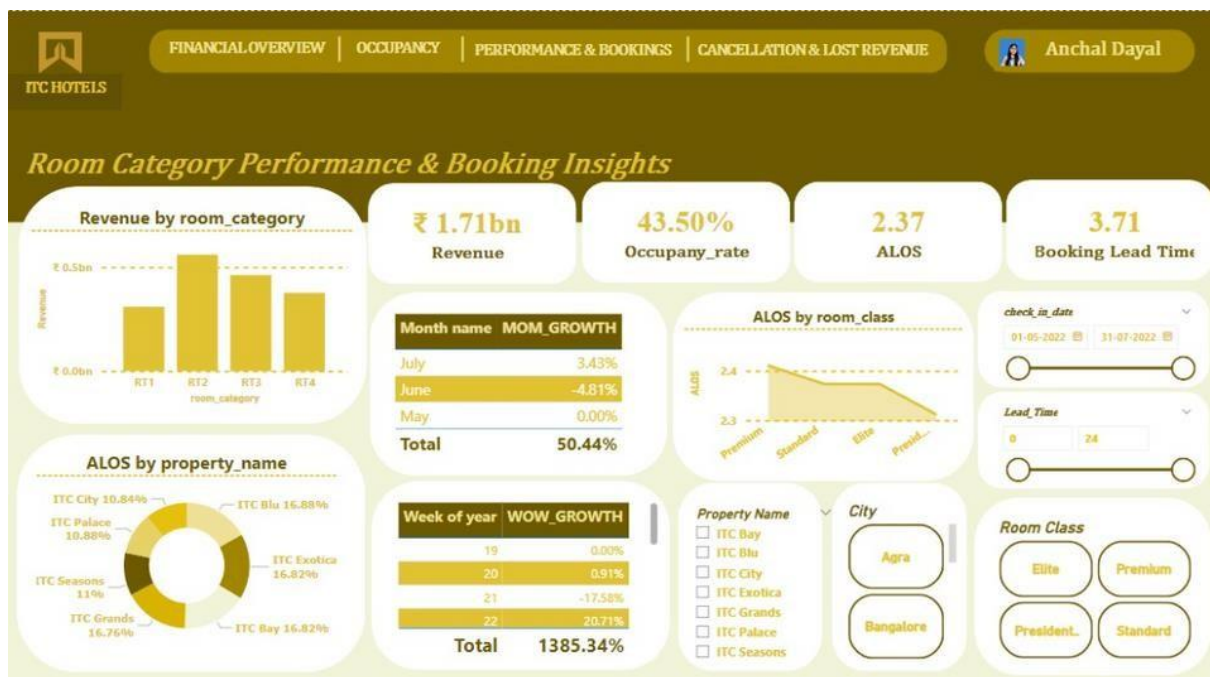 FINANCIAL OVERVIEW | OCCUPANCY | PERFORMANCE & BOOKINGS | CANCELLATION & LOST REVENUE
Anchal Dayal
ITC HOTELS
Room Category Performance & Booking Insights
Revenue by room_category
₹ 0.5bn
Revenue
₹ 0.0bn
RT1 RT2 RT3 RT4
room_category
₹ 1.71bn
Revenue
43.50%
Occupany_rate
2.37
ALOS
3.71
Booking Lead Time
Month name MOM_GROWTH
July 3.43%
June -4.81%
May 0.00%
Total 50.44%
ALOS by room_class
2.4
ALOS
2.3
Premium Standard Elite Presid...
check_in_date
01-05-2022 31-07-2022
Lead_Time
0 24
ALOS by property_name
ITC City 10.84%
ITC Blu 16.88%
ITC Palace
10.88%
ITC Exotica
16.82%
ITC Seasons
11%
ITC Grands
16.76%
ITC Bay 16.82%
Week of year WOW_GROWTH
19 0.00%
20 0.91%
21 -17.58%
22 20.71%
Total 1385.34%
Property Name
ITC Bay
ITC Blu
ITC City
ITC Exotica
ITC Grands
ITC Palace
ITC Seasons
City
Agra
Bangalore
Room Class
Elite Premium
President.. Standard